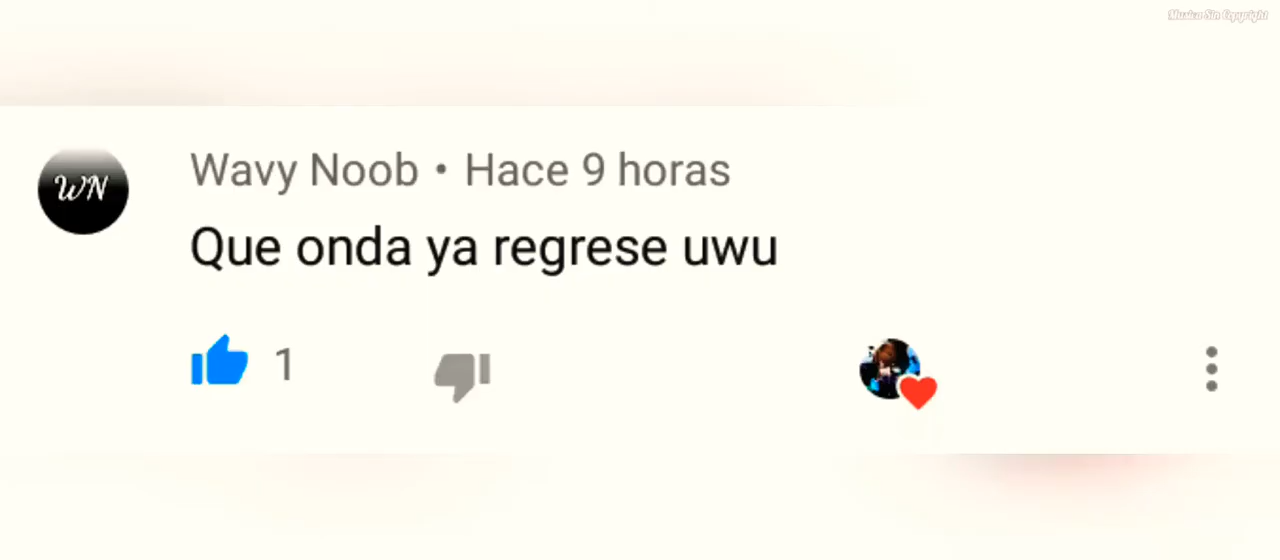 Musica Sin Copyright
WN
Wavy Noob • Hace 9 horas
Que onda ya regrese uwu
1